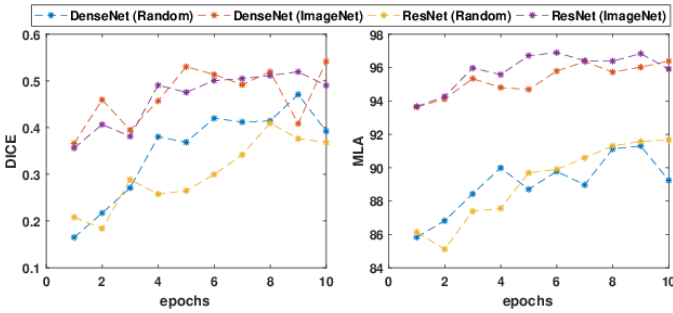 DenseNet (Random) DenseNet (ImageNet) ResNet (Random) ResNet (ImageNet)
DICE
0.6
0.5
0.4
0.3
0.2
0.1
0 2 4 6 8 10
epochs
MLA
98
96
94
92
90
88
86
84
0 2 4 6 8 10
epochs